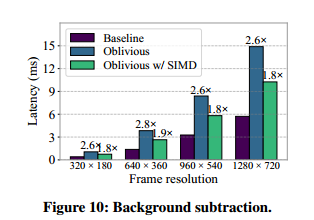 Baseline
Oblivious
Oblivious w/ SIMD
Latency (ms)
15
12
9
6
3
0
2.6×
1.8×
2.8×
1.9×
2.6×
1.8×
2.6×
1.8×
320 × 180
640 × 360
960 × 540
1280 × 720
Frame resolution
Figure 10: Background subtraction.